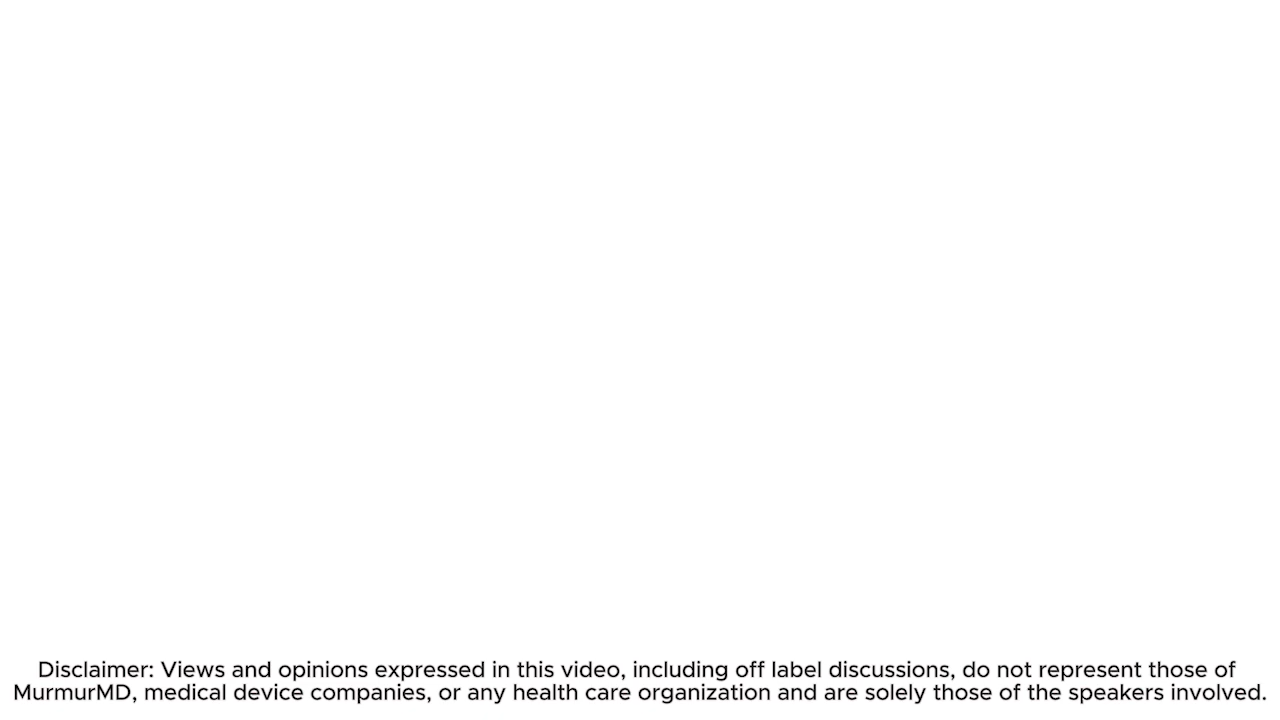 Disclaimer: Views and opinions expressed in this video, including off label discussions, do not represent those of
MurmurMD, medical device companies, or any health care organization and are solely those of the speakers involved.